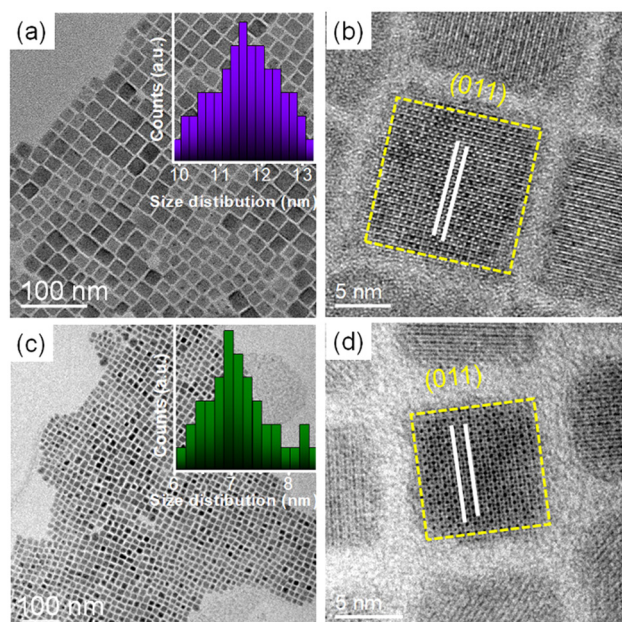 (a)
Counts (a.u.)
10 11 12 13
Size distibution (nm)
100 nm
(b)
(011)
5 nm
(c)
Counts (a.u.)
6 7 8
Size distibution (nm)
100 nm
(d)
(011)
5 nm